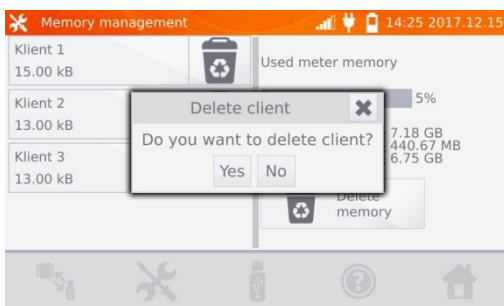 Memory management
14:25 2017.12.15
Klient 1
15.00 kB
Klient 2
13.00 kB
Klient 3
13.00 kB
Used meter memory
5%
7.18 GB
440.67 MB
6.75 GB
Delete client
Do you want to delete client?
Yes No
Delete
memory